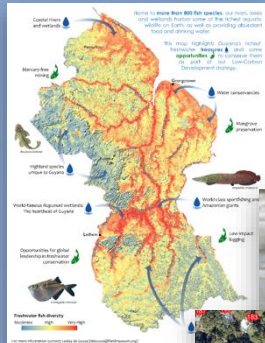 Home to more than 800 fish species, our rivers, lakes
and wetlands harbor some of the richest aquatic
wildlife on Earth, as well as providing abundant
food and drinking water.
This map highlights Guyana's richest
freshwater treasures and some
opportunities to conserve them
as part of our Low-Carbon
Development strategy.
Coastal rivers
and wetlands
Mercury-free
mining
Georgetown
Water conservancies
Mangrove
preservation
Highland species
unique to Guyana
World-famous Rupununi wetlands
The heartbeat of Guyana
World-class sportfishing and
Amazonian giants
Lethem
Low-impact
logging
Opportunities for global
leadership in freshwater
conservation
Freshwater fish diversity
High
Very High
For more information contact